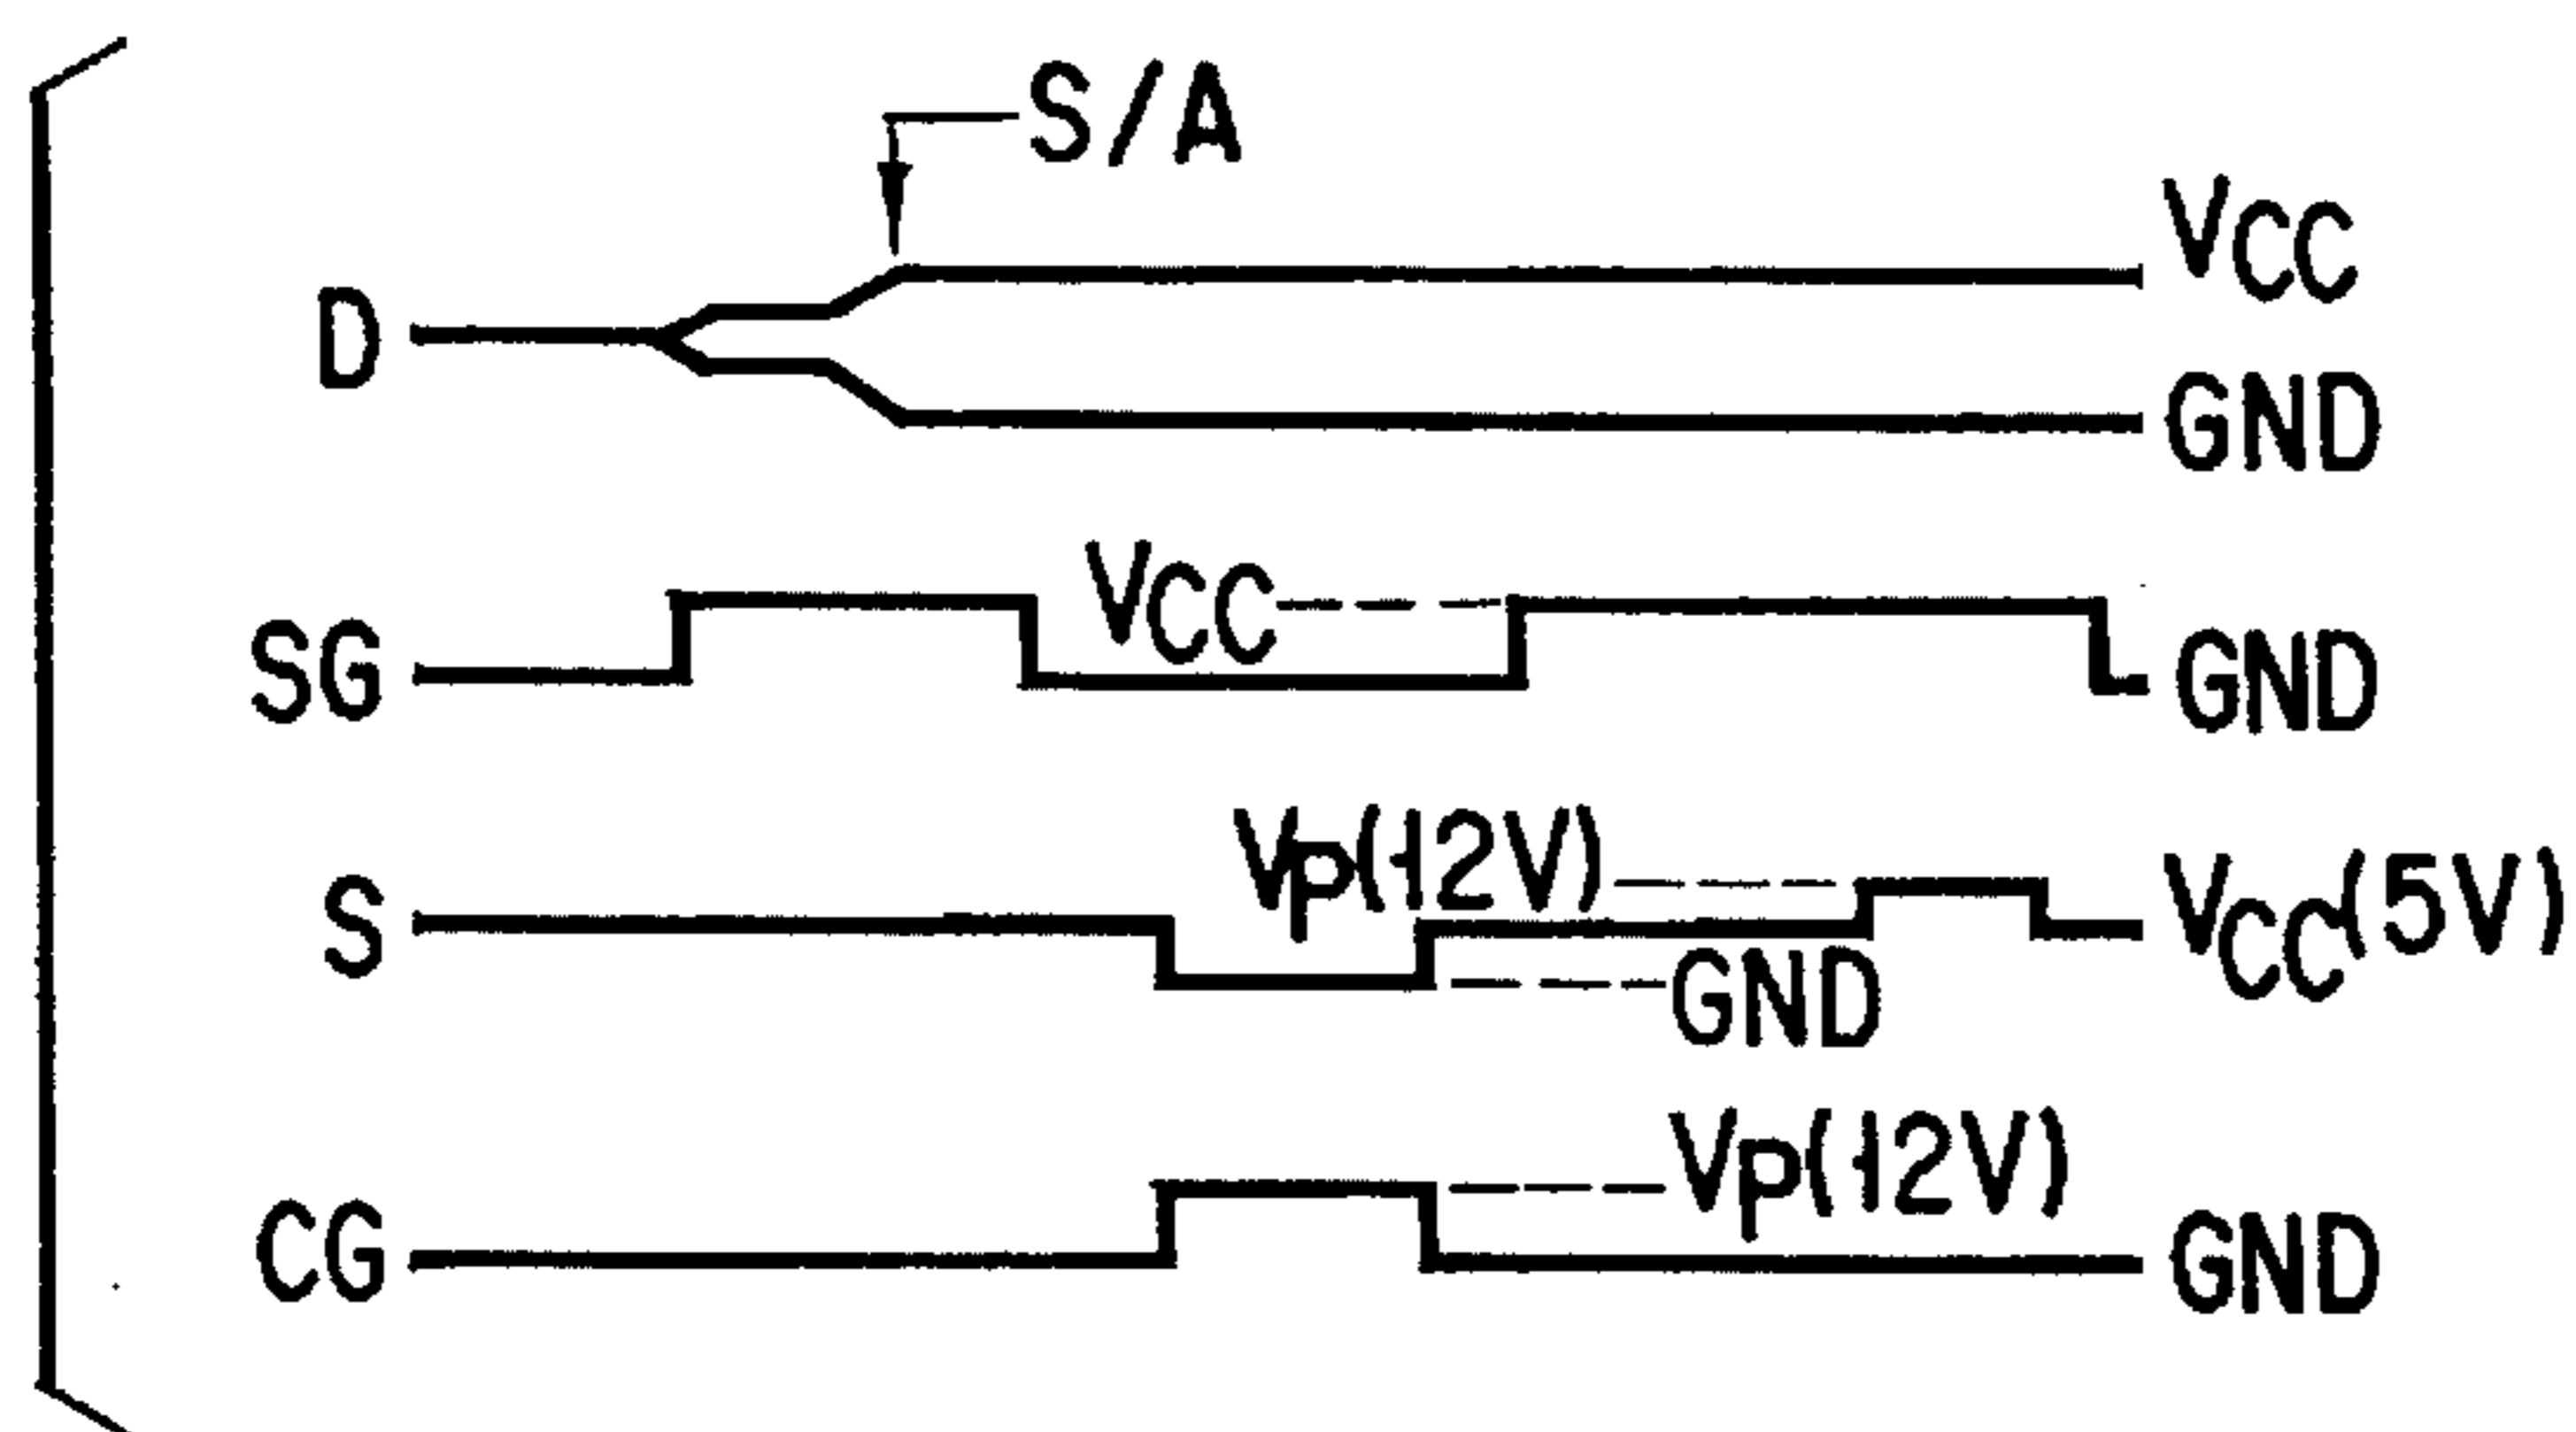 S/A
D
VCC
GND
SG
VCC
GND
S
Vp(12V)
GND
VCC(5V)
CG
Vp(12V)
GND